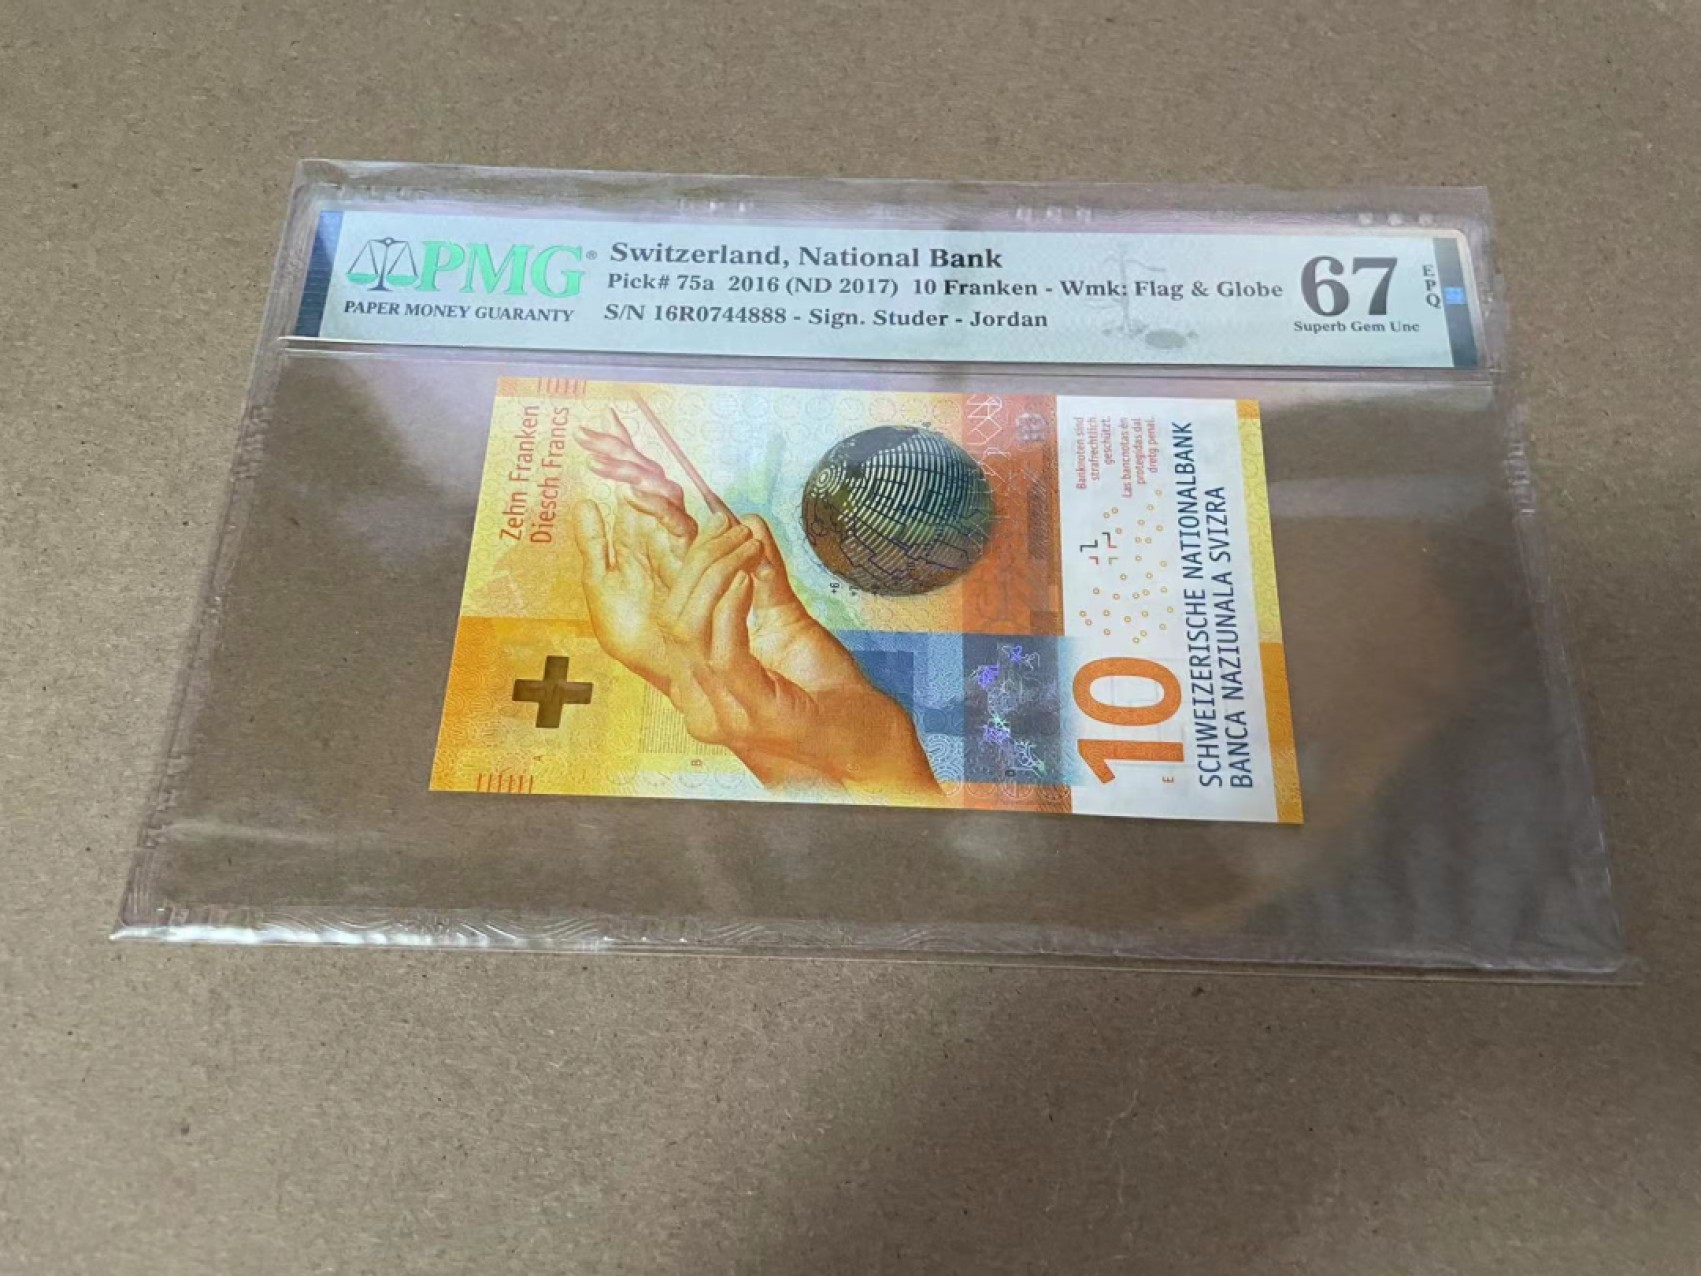 PMG®
PAPER MONEY GUARANTY
Switzerland, National Bank
Pick# 75a 2016 (ND 2017) 10 Franken - Wmk: Flag & Globe
S/N 16R0744888 - Sign. Studer - Jordan
67
EPQ
Superb Gem Unc
Zehn Franken
Diesch Francs
Banknoten sind
strafrechtlich
geschützt.
Las bancnotas èn
protegidas dal
dretg penal.
10
SCHWEIZERISCHE NATIONALBANK
BANCA NAZIUNALA SVIZRA
A
B
E